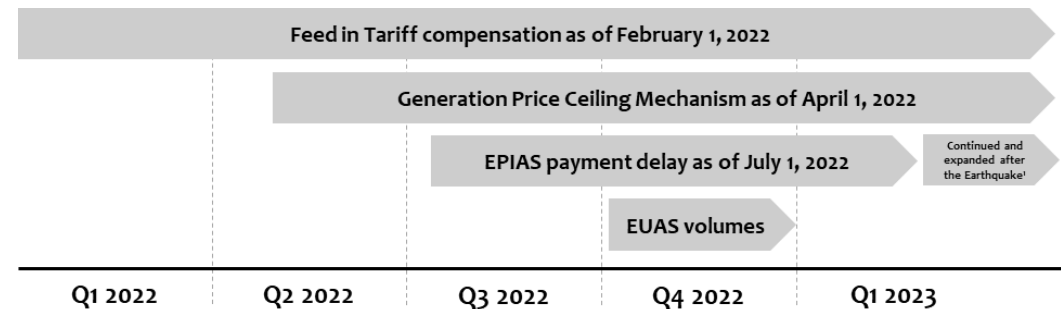 Feed in Tariff compensation as of February 1, 2022
Generation Price Ceiling Mechanism as of April 1, 2022
EPIAS payment delay as of July 1, 2022
Continued and
expanded after
the Earthquake¹
EUAS volumes
Q1 2022
Q2 2022
Q3 2022
Q4 2022
Q1 2023